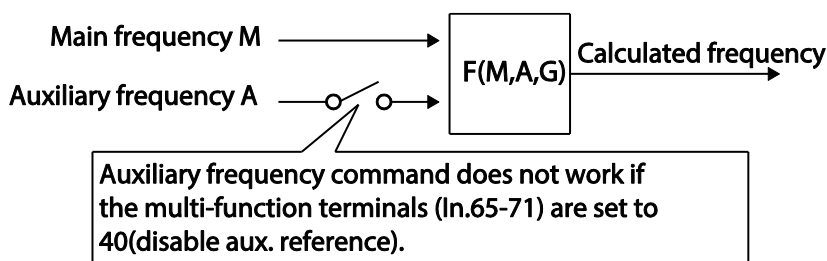 Main frequency M
Auxiliary frequency A
F(M,A,G)
Calculated frequency
Auxiliary frequency command does not work if
the multi-function terminals (In.65-71) are set to
40(disable aux. reference).